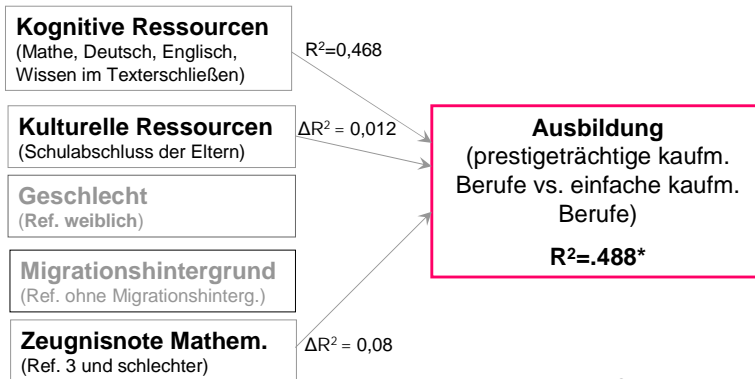 Kognitive Ressourcen
(Mathe, Deutsch, Englisch,
Wissen im Texterschließen)
R²=0,468
Kulturelle Ressourcen
(Schulabschluss der Eltern)
ΔR² = 0,012
Geschlecht
(Ref. weiblich)
Migrationshintergrund
(Ref. ohne Migrationshinterg.)
Zeugnisnote Mathem.
(Ref. 3 und schlechter)
ΔR² = 0,08
Ausbildung
(prestigeträchtige kaufm.
Berufe vs. einfache kaufm.
Berufe)
R²=.488*